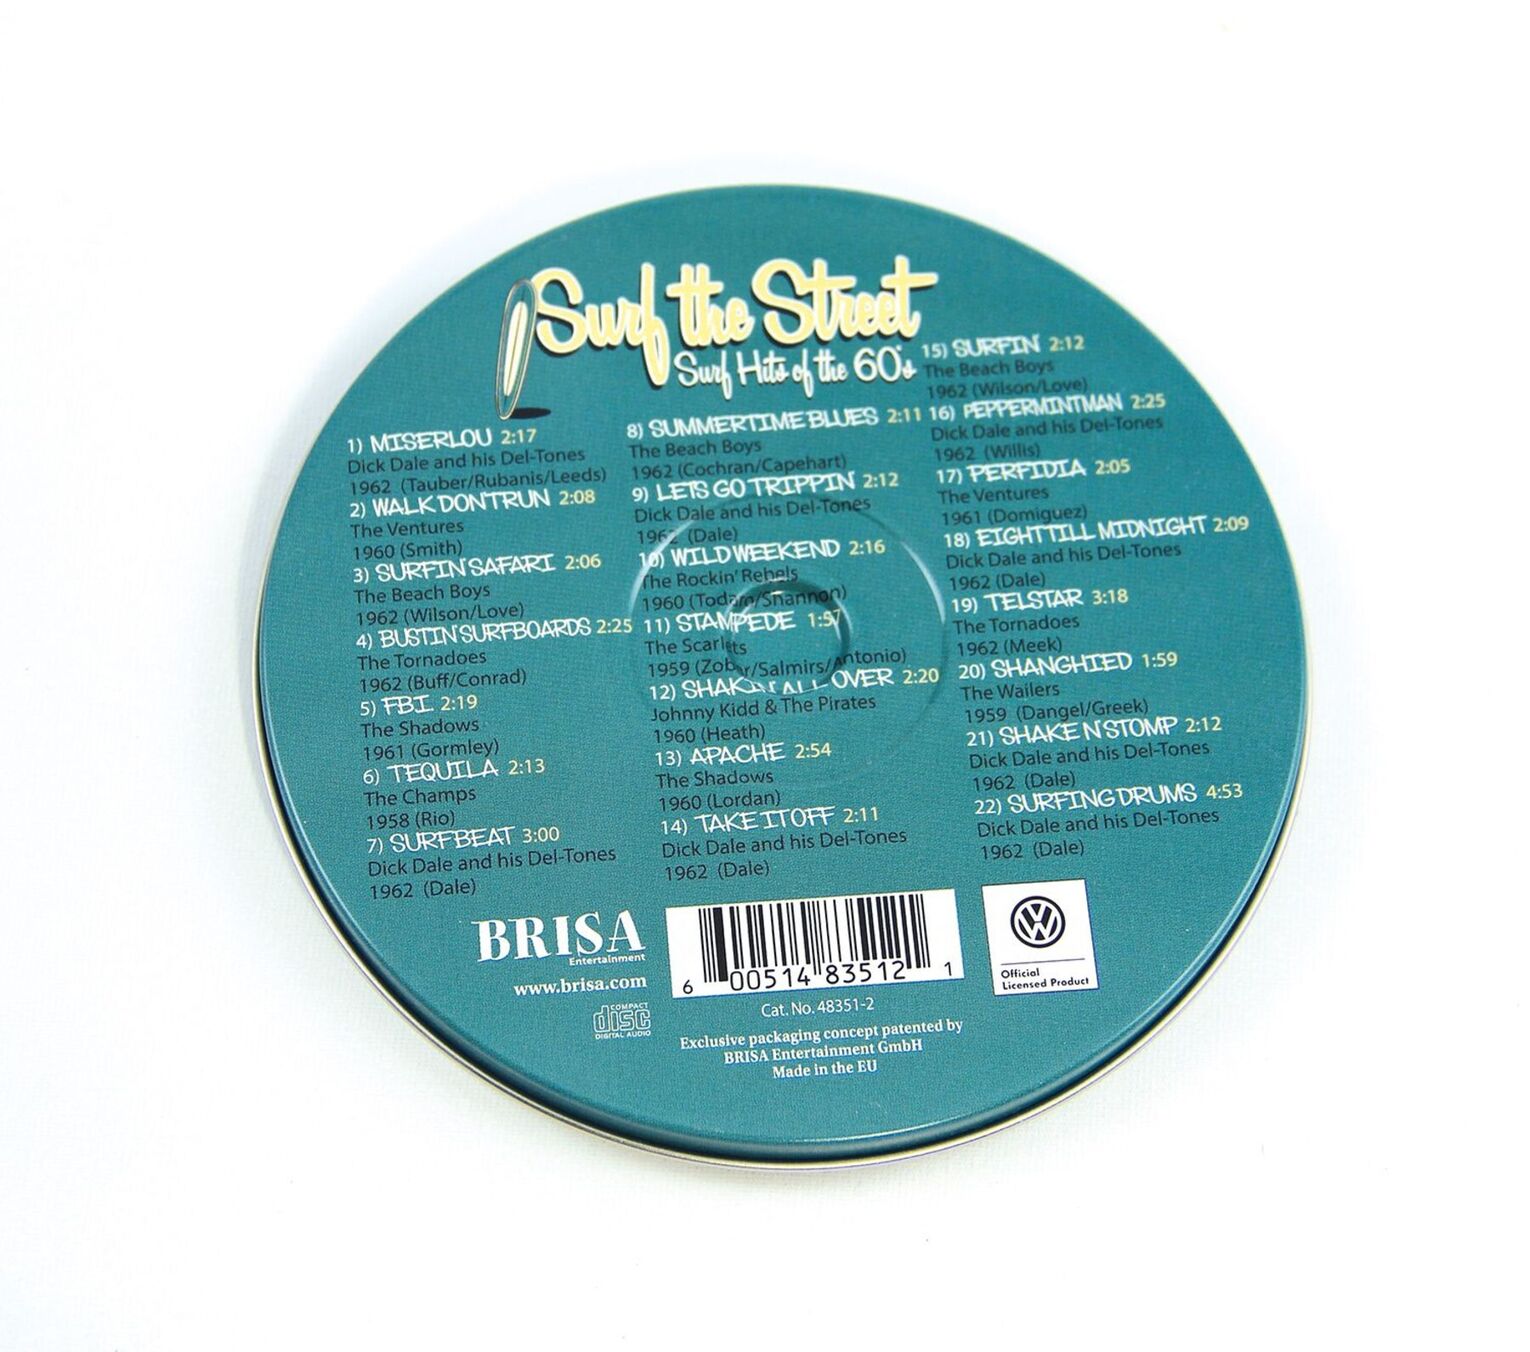 Surf the Street
Surf Hits of the 60's
1) MISERLOU 2:17
Dick Dale and his Del-Tones
1962 (Tauber/Rubanis/Leeds)
2) WALK DON'T RUN 2:08
The Ventures
1960 (Smith)
3) SURFIN' SAFARI 2:06
The Beach Boys
1962 (Wilson/Love)
4) BUSTIN' SURFBOARDS 2:25
The Tornadoes
1962 (Buff/Conrad)
5) FBI 2:19
The Shadows
1961 (Gormley)
6) TEQUILA 2:13
The Champs
1958 (Rio)
7) SURFBEAT 3:00
Dick Dale and his Del-Tones
1962 (Dale)
8) SUMMERTIME BLUES 2:11
The Beach Boys
1962 (Cochran/Capehart)
9) LETS GO TRIPPIN' 2:12
Dick Dale and his Del-Tones
1962 (Dale)
10) WILD WEEKEND 2:16
The Rockin' Rebels
1960 (Todaro/Shannon)
11) STAMPEDE 1:57
The Scarlets
1959 (Zobar/Salmirs/Antonio)
12) SHAKIN' ALL OVER 2:20
Johnny Kidd & The Pirates
1960 (Heath)
13) APACHE 2:54
The Shadows
1960 (Lordan)
14) TAKE IT OFF 2:11
Dick Dale and his Del-Tones
1962 (Dale)
15) SURFIN' 2:12
The Beach Boys
1962 (Wilson/Love)
16) PEPPERMINTMAN 2:25
Dick Dale and his Del-Tones
1962 (Willis)
17) PERFIDIA 2:05
The Ventures
1961 (Domiguez)
18) EIGHT TILL MIDNIGHT 2:09
Dick Dale and his Del-Tones
1962 (Dale)
19) TELSTAR 3:18
The Tornadoes
1962 (Meek)
20) SHANGHIED 1:59
The Wailers
1959 (Dangel/Greek)
21) SHAKE N' STOMP 2:12
Dick Dale and his Del-Tones
1962 (Dale)
22) SURFING DRUMS 4:53
Dick Dale and his Del-Tones
1962 (Dale)
BRISA
Entertainment
www.brisa.com
COMPACT
disc
DIGITAL AUDIO
6 00514 83512 1
Cat. No. 48351-2
Exclusive packaging concept patented by
BRISA Entertainment GmbH
Made in the EU
Official
Licensed Product